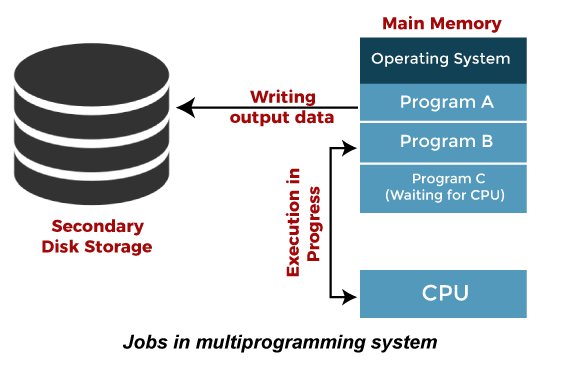 Main Memory
Operating System
Program A
Writing
output data
Program B
Program C
(Waiting for CPU)
Execution in
Progress
Secondary
Disk Storage
CPU
Jobs in multiprogramming system